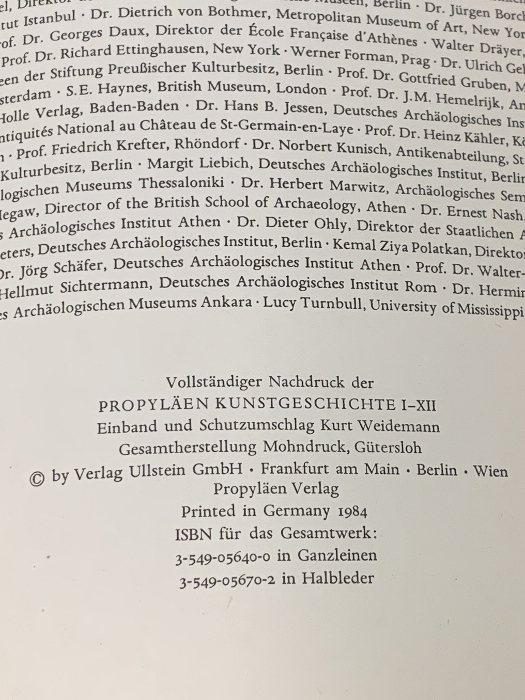 Berlin · Dr. Jürgen
tut Istanbul · Dr. Dietrich von Bothmer, Metropolitan Museum of Art, New
of. Dr. Georges Daux, Direktor der École Française d'Athènes · Walter Dräyer,
Prof. Dr. Richard Ettinghausen, New York · Werner Forman, Prag · Dr. Ulrich
een der Stiftung Preußischer Kulturbesitz, Berlin · Prof. Dr. Gottfried Gruben,
sterdam · S.E. Haynes, British Museum, London · Prof. Dr. J.M. Hemelrijk,
Holle Verlag, Baden-Baden · Dr. Hans B. Jessen, Deutsches Archäologisches Ins
ntiquités National au Château de St-Germain-en-Laye · Prof. Dr. Heinz Kähler,
· Prof. Friedrich Krefter, Rhöndorf · Dr. Norbert Kunisch, Antikenabteilung,
Kulturbesitz, Berlin · Margit Liebich, Deutsches Archäologisches Institut, Berlin
logischen Museums Thessaloniki · Dr. Herbert Marwitz, Archäologisches Sem
egaw, Director of the British School of Archaeology, Athen · Dr. Ernest Nash,
s Archäologisches Institut Athen · Dr. Dieter Ohly, Direktor der Staatlichen
eters, Deutsches Archäologisches Institut, Berlin · Kemal Ziya Polatkan, Direkto
Dr. Jörg Schäfer, Deutsches Archäologisches Institut Athen · Prof. Dr. Walter-
Hellmut Sichtermann, Deutsches Archäologisches Institut Rom · Dr. Hermin
es Archäologischen Museums Ankara · Lucy Turnbull, University of Mississippi
Vollständiger Nachdruck der
PROPYLÄEN KUNSTGESCHICHTE I–XII
Einband und Schutzumschlag Kurt Weidemann
Gesamtherstellung Mohndruck, Gütersloh
© by Verlag Ullstein GmbH · Frankfurt am Main · Berlin · Wien
Propyläen Verlag
Printed in Germany 1984
ISBN für das Gesamtwerk:
3-549-05640-0 in Ganzleinen
3-549-05670-2 in Halbleder